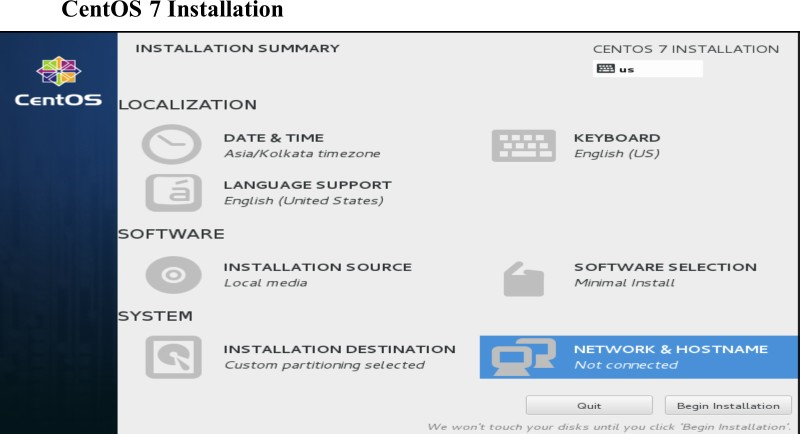 CentOS 7 Installation
INSTALLATION SUMMARY
CENTOS 7 INSTALLATION
us
CentOS
LOCALIZATION
DATE & TIME
Asia/Kolkata timezone
KEYBOARD
English (US)
á
LANGUAGE SUPPORT
English (United States)
SOFTWARE
INSTALLATION SOURCE
Local media
SOFTWARE SELECTION
Minimal Install
SYSTEM
INSTALLATION DESTINATION
Custom partitioning selected
NETWORK & HOSTNAME
Not connected
Quit
Begin Installation
We won't touch your disks until you click 'Begin Installation'.